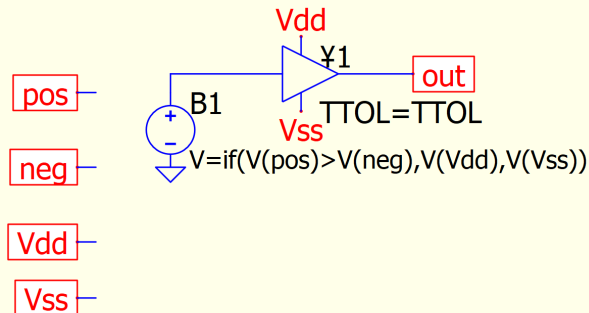 Vdd
¥1
out
pos
B1
TTOL=TTOL
Vss
V=if(V(pos)>V(neg),V(Vdd),V(Vss))
neg
Vdd
Vss